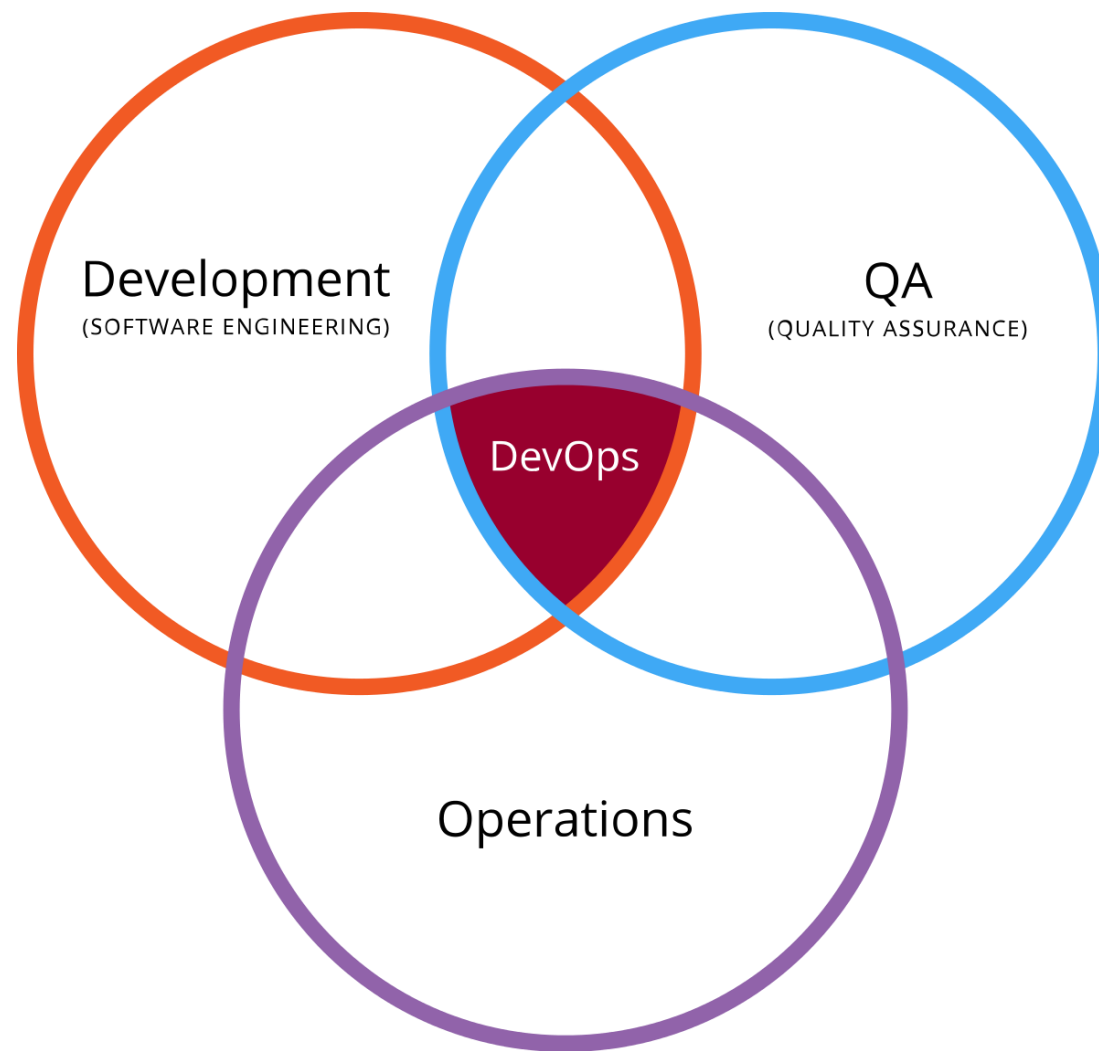 Development
(SOFTWARE ENGINEERING)
QA
(QUALITY ASSURANCE)
DevOps
Operations